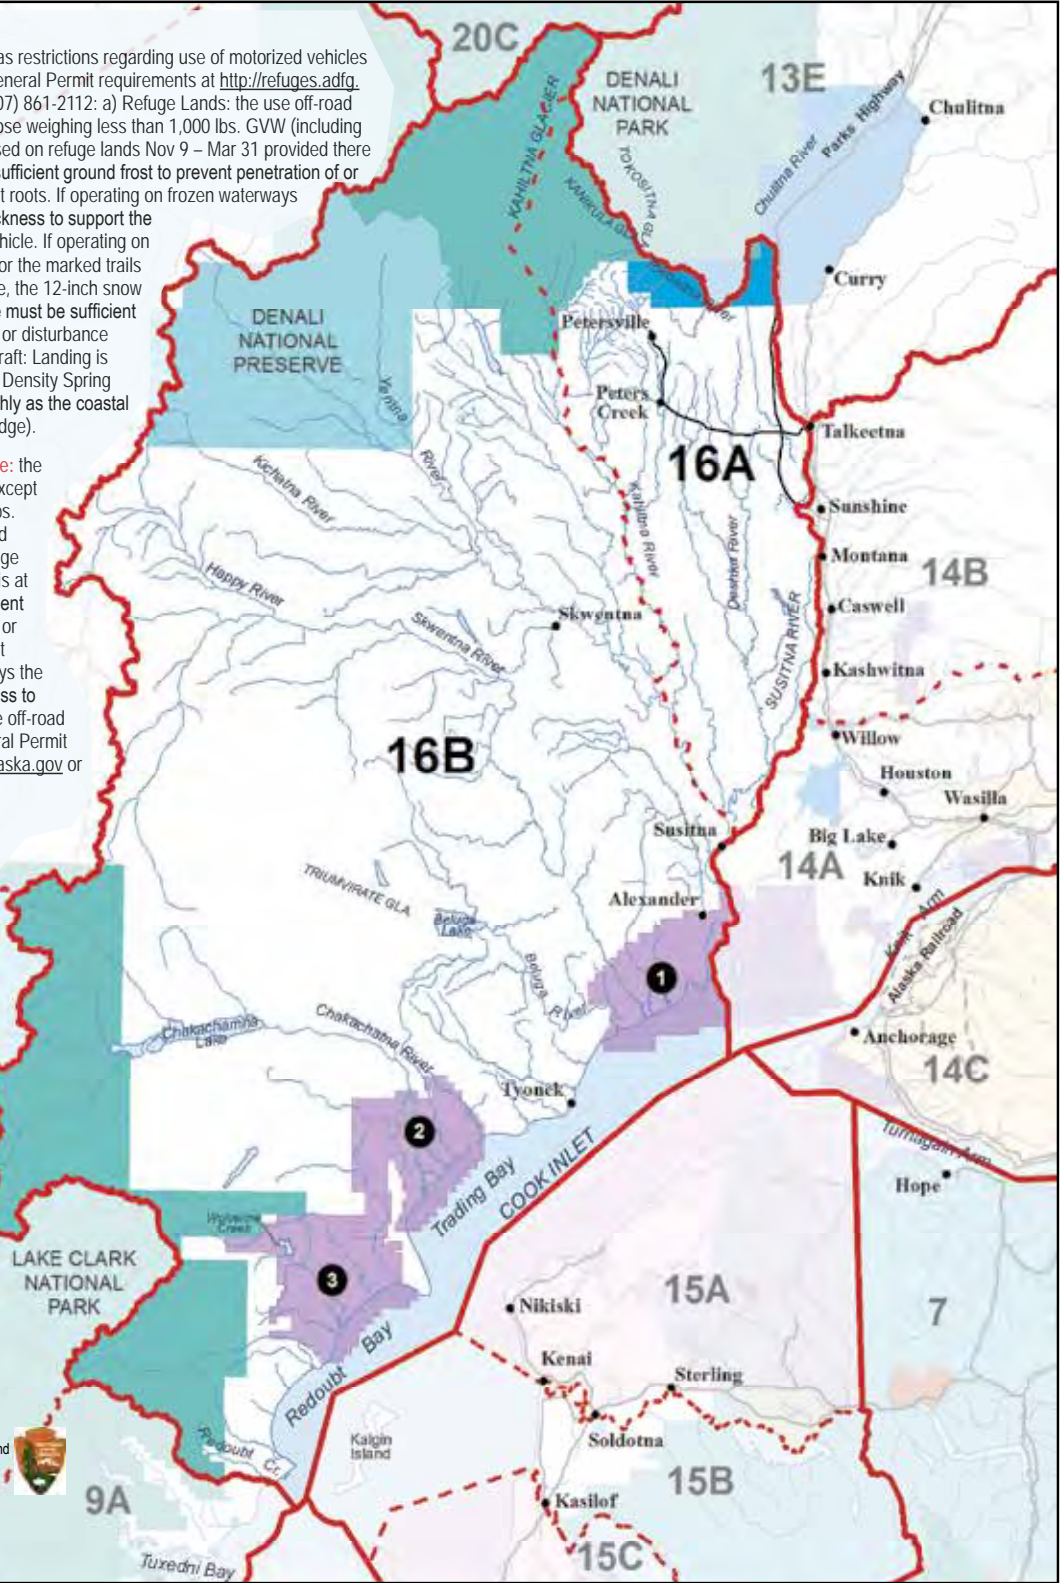 as restrictions regarding use of motorized vehicles
eneral Permit requirements at http://refuges.adfg.
07) 861-2112: a) Refuge Lands: the use off-road
ose weighing less than 1,000 lbs. GVW (including
sed on refuge lands Nov 9 – Mar 31 provided there
sufficient ground frost to prevent penetration of or
t roots. If operating on frozen waterways
ckness to support the
hicle. If operating on
or the marked trails
e, the 12-inch snow
e must be sufficient
or disturbance
raft: Landing is
Density Spring
hly as the coastal
dge).
e: the
xcept
os.
d
ge
is at
ent
or
t
ys the
ss to
e off-road
ral Permit
laska.gov or
20C
13E
DENALI
NATIONAL
PARK
KAHILTNA GLACIER
TOKOSITNA GLA
KANIKULA GLA
Chulitna River
Parks Highway
Chulitna
Curry
River
DENALI
NATIONAL
PRESERVE
Yentna
River
Petersville
Peters
Creek
16A
Talkeetna
Kichatna River
Kahiltna River
Deshka River
Sunshine
Montana
14B
Happy River
Skwentna
Skwentna River
Caswell
SUSITNA RIVER
Kashwitna
16B
Willow
Houston
Wasilla
Susitna
Big Lake
14A
Knik
TRIUMVIRATE GLA
Alexander
Beluga
Lake
Knik Arm
Alaska Railroad
1
Beluga River
Chakachamna
Lake
Chakachatna River
Anchorage
14C
Tyonek
2
Turnagain Arm
Trading Bay
COOK INLET
Hope
Wolverine
Creek
LAKE CLARK
NATIONAL
PARK
3
15A
7
Nikiski
Redoubt Bay
Kenai
Sterling
Kalgin
Island
Soldotna
Redoubt Cr.
nd
15B
9A
Kasilof
15C
Tuxedni Bay